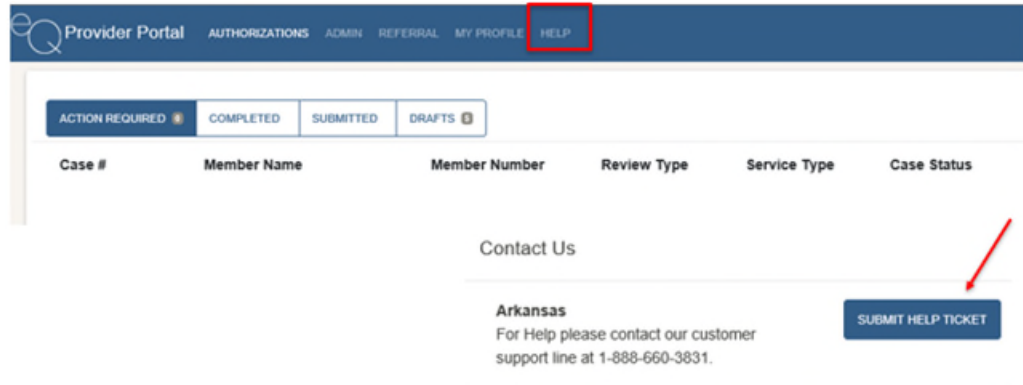 eQ Provider Portal AUTHORIZATIONS ADMIN REFERRAL MY PROFILE HELP
ACTION REQUIRED COMPLETED SUBMITTED DRAFTS
Case # Member Name Member Number Review Type Service Type Case Status
Contact Us
Arkansas
For Help please contact our customer
support line at 1-888-660-3831.
SUBMIT HELP TICKET